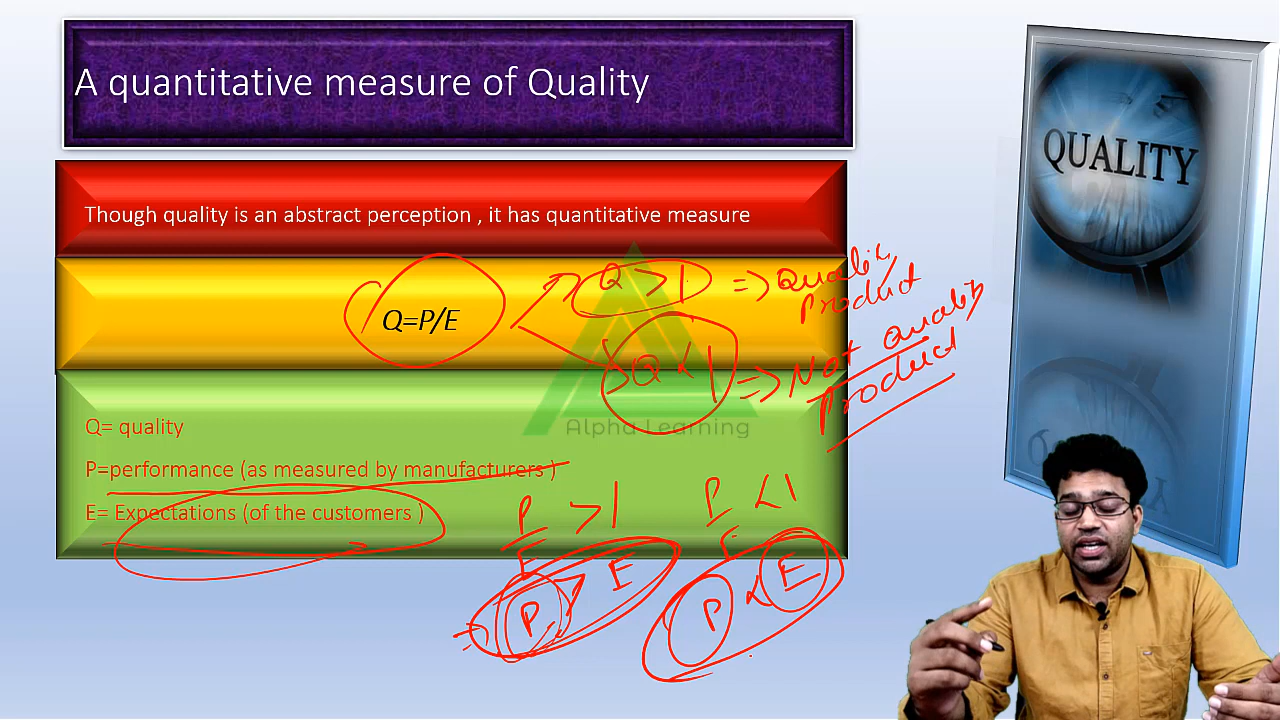 A quantitative measure of Quality
QUALITY
Though quality is an abstract perception , it has quantitative measure
Q=P/E
Q > 1 => Quality
Product
Q < 1 => Not Quality
Product
Alpha Learning
Q= quality
P=performance (as measured by manufacturers )
E= Expectations (of the customers )
P/E > 1
P/E < 1
P > E
P < E